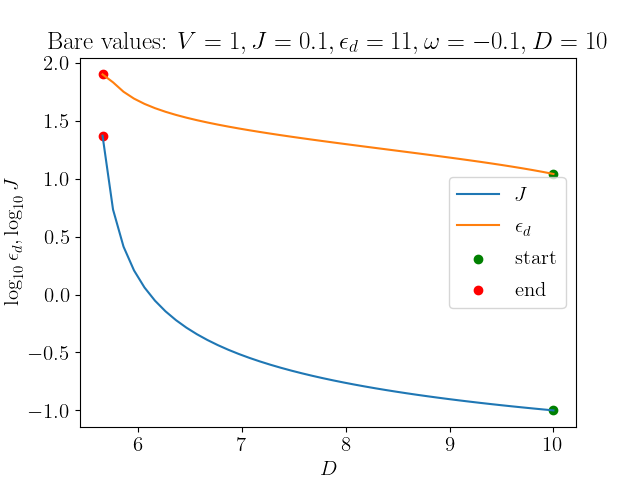 Bare values: V = 1, J = 0.1, ϵ_d = 11, ω = −0.1, D = 10
2.0
1.5
1.0
0.5
0.0
−0.5
−1.0
log₁₀ ϵ_d, log₁₀ J
J
ϵ_d
start
end
6
7
8
9
10
D